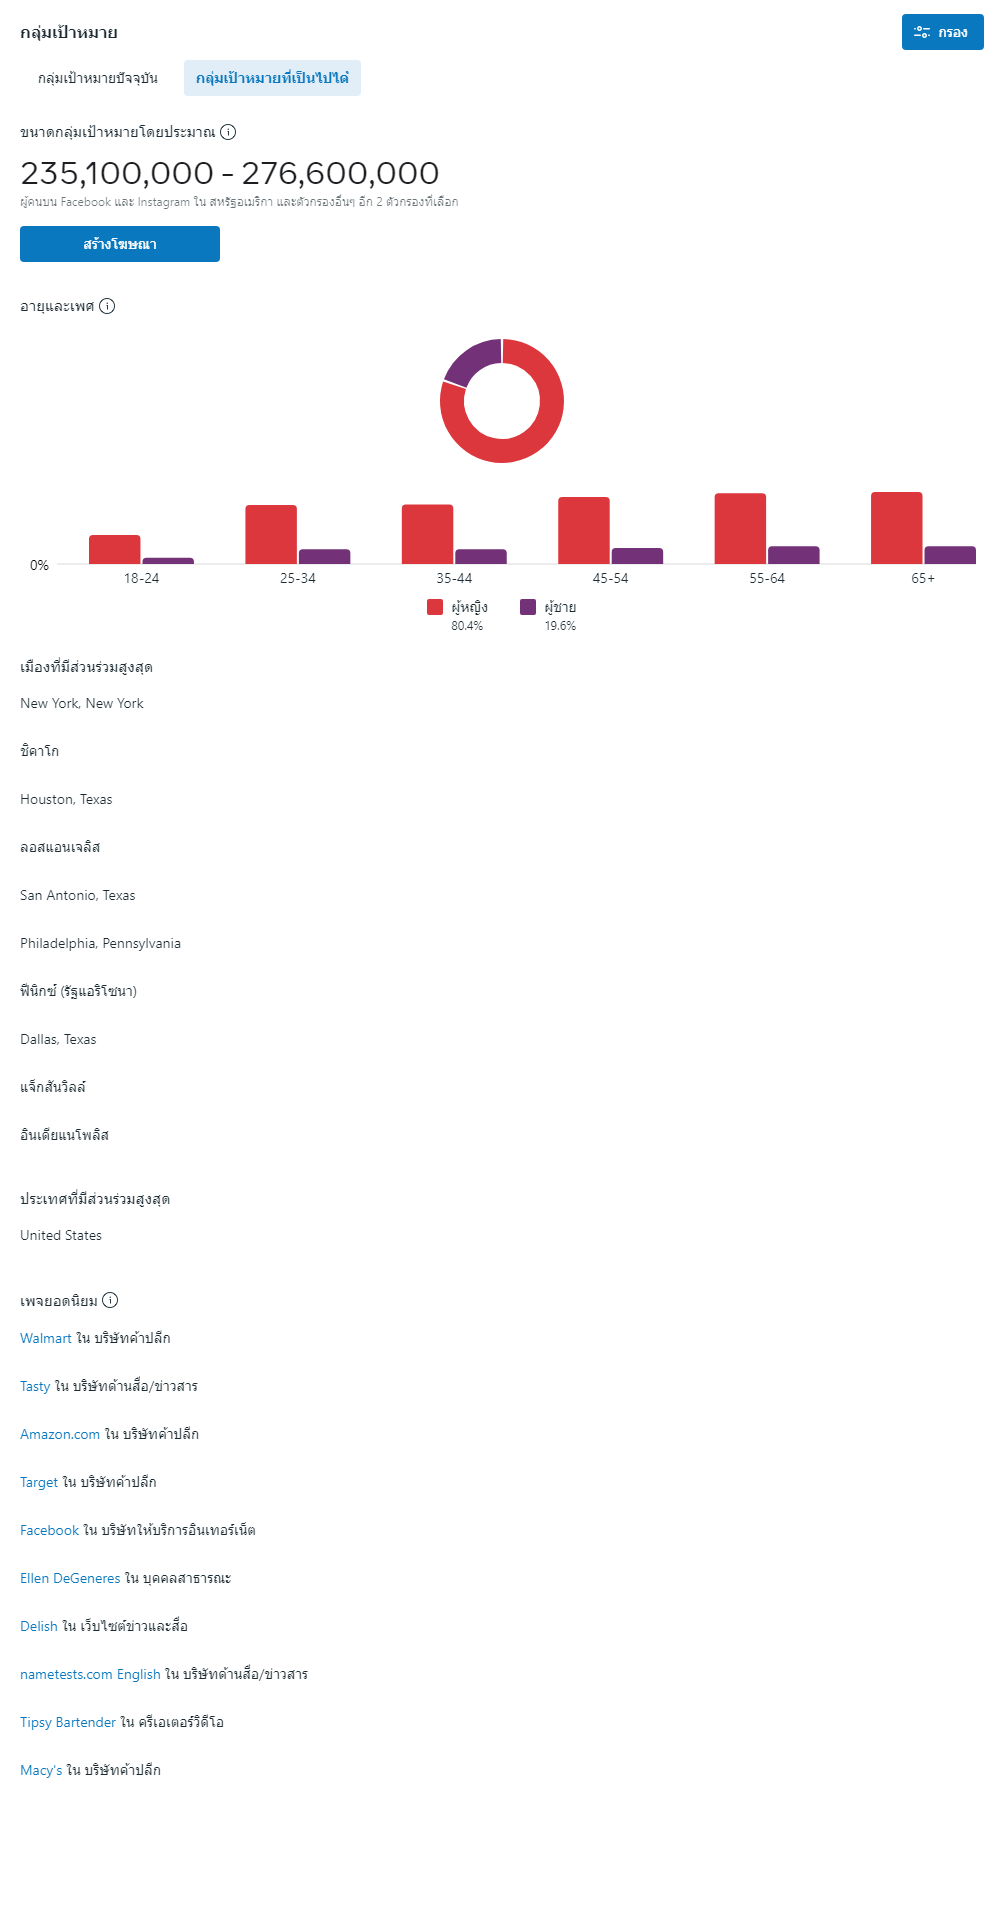 กลุ่มเป้าหมาย
กรอง
กลุ่มเป้าหมายปัจจุบัน
กลุ่มเป้าหมายที่เป็นไปได้
ขนาดกลุ่มเป้าหมายโดยประมาณ
235,100,000 - 276,600,000
ผู้คนบน Facebook และ Instagram ใน สหรัฐอเมริกา และตัวกรองอื่นๆ อีก 2 ตัวกรองที่เลือก
สร้างโฆษณา
อายุและเพศ
0%
18-24 25-34 35-44 45-54 55-64 65+
ผู้หญิง ผู้ชาย
80.4% 19.6%
เมืองที่มีส่วนร่วมสูงสุด
New York, New York
ชิคาโก
Houston, Texas
ลอสแอนเจลิส
San Antonio, Texas
Philadelphia, Pennsylvania
ฟีนิกซ์ (รัฐแอริโซนา)
Dallas, Texas
แจ็กสันวิลล์
อินเดียแนโพลิส
ประเทศที่มีส่วนร่วมสูงสุด
United States
เพจยอดนิยม
Walmart ใน บริษัทค้าปลีก
Tasty ใน บริษัทด้านสื่อ/ข่าวสาร
Amazon.com ใน บริษัทค้าปลีก
Target ใน บริษัทค้าปลีก
Facebook ใน บริษัทให้บริการอินเทอร์เน็ต
Ellen DeGeneres ใน บุคคลสาธารณะ
Delish ใน เว็บไซต์ข่าวและสื่อ
nametests.com English ใน บริษัทด้านสื่อ/ข่าวสาร
Tipsy Bartender ใน ครีเอเตอร์วิดีโอ
Macy's ใน บริษัทค้าปลีก